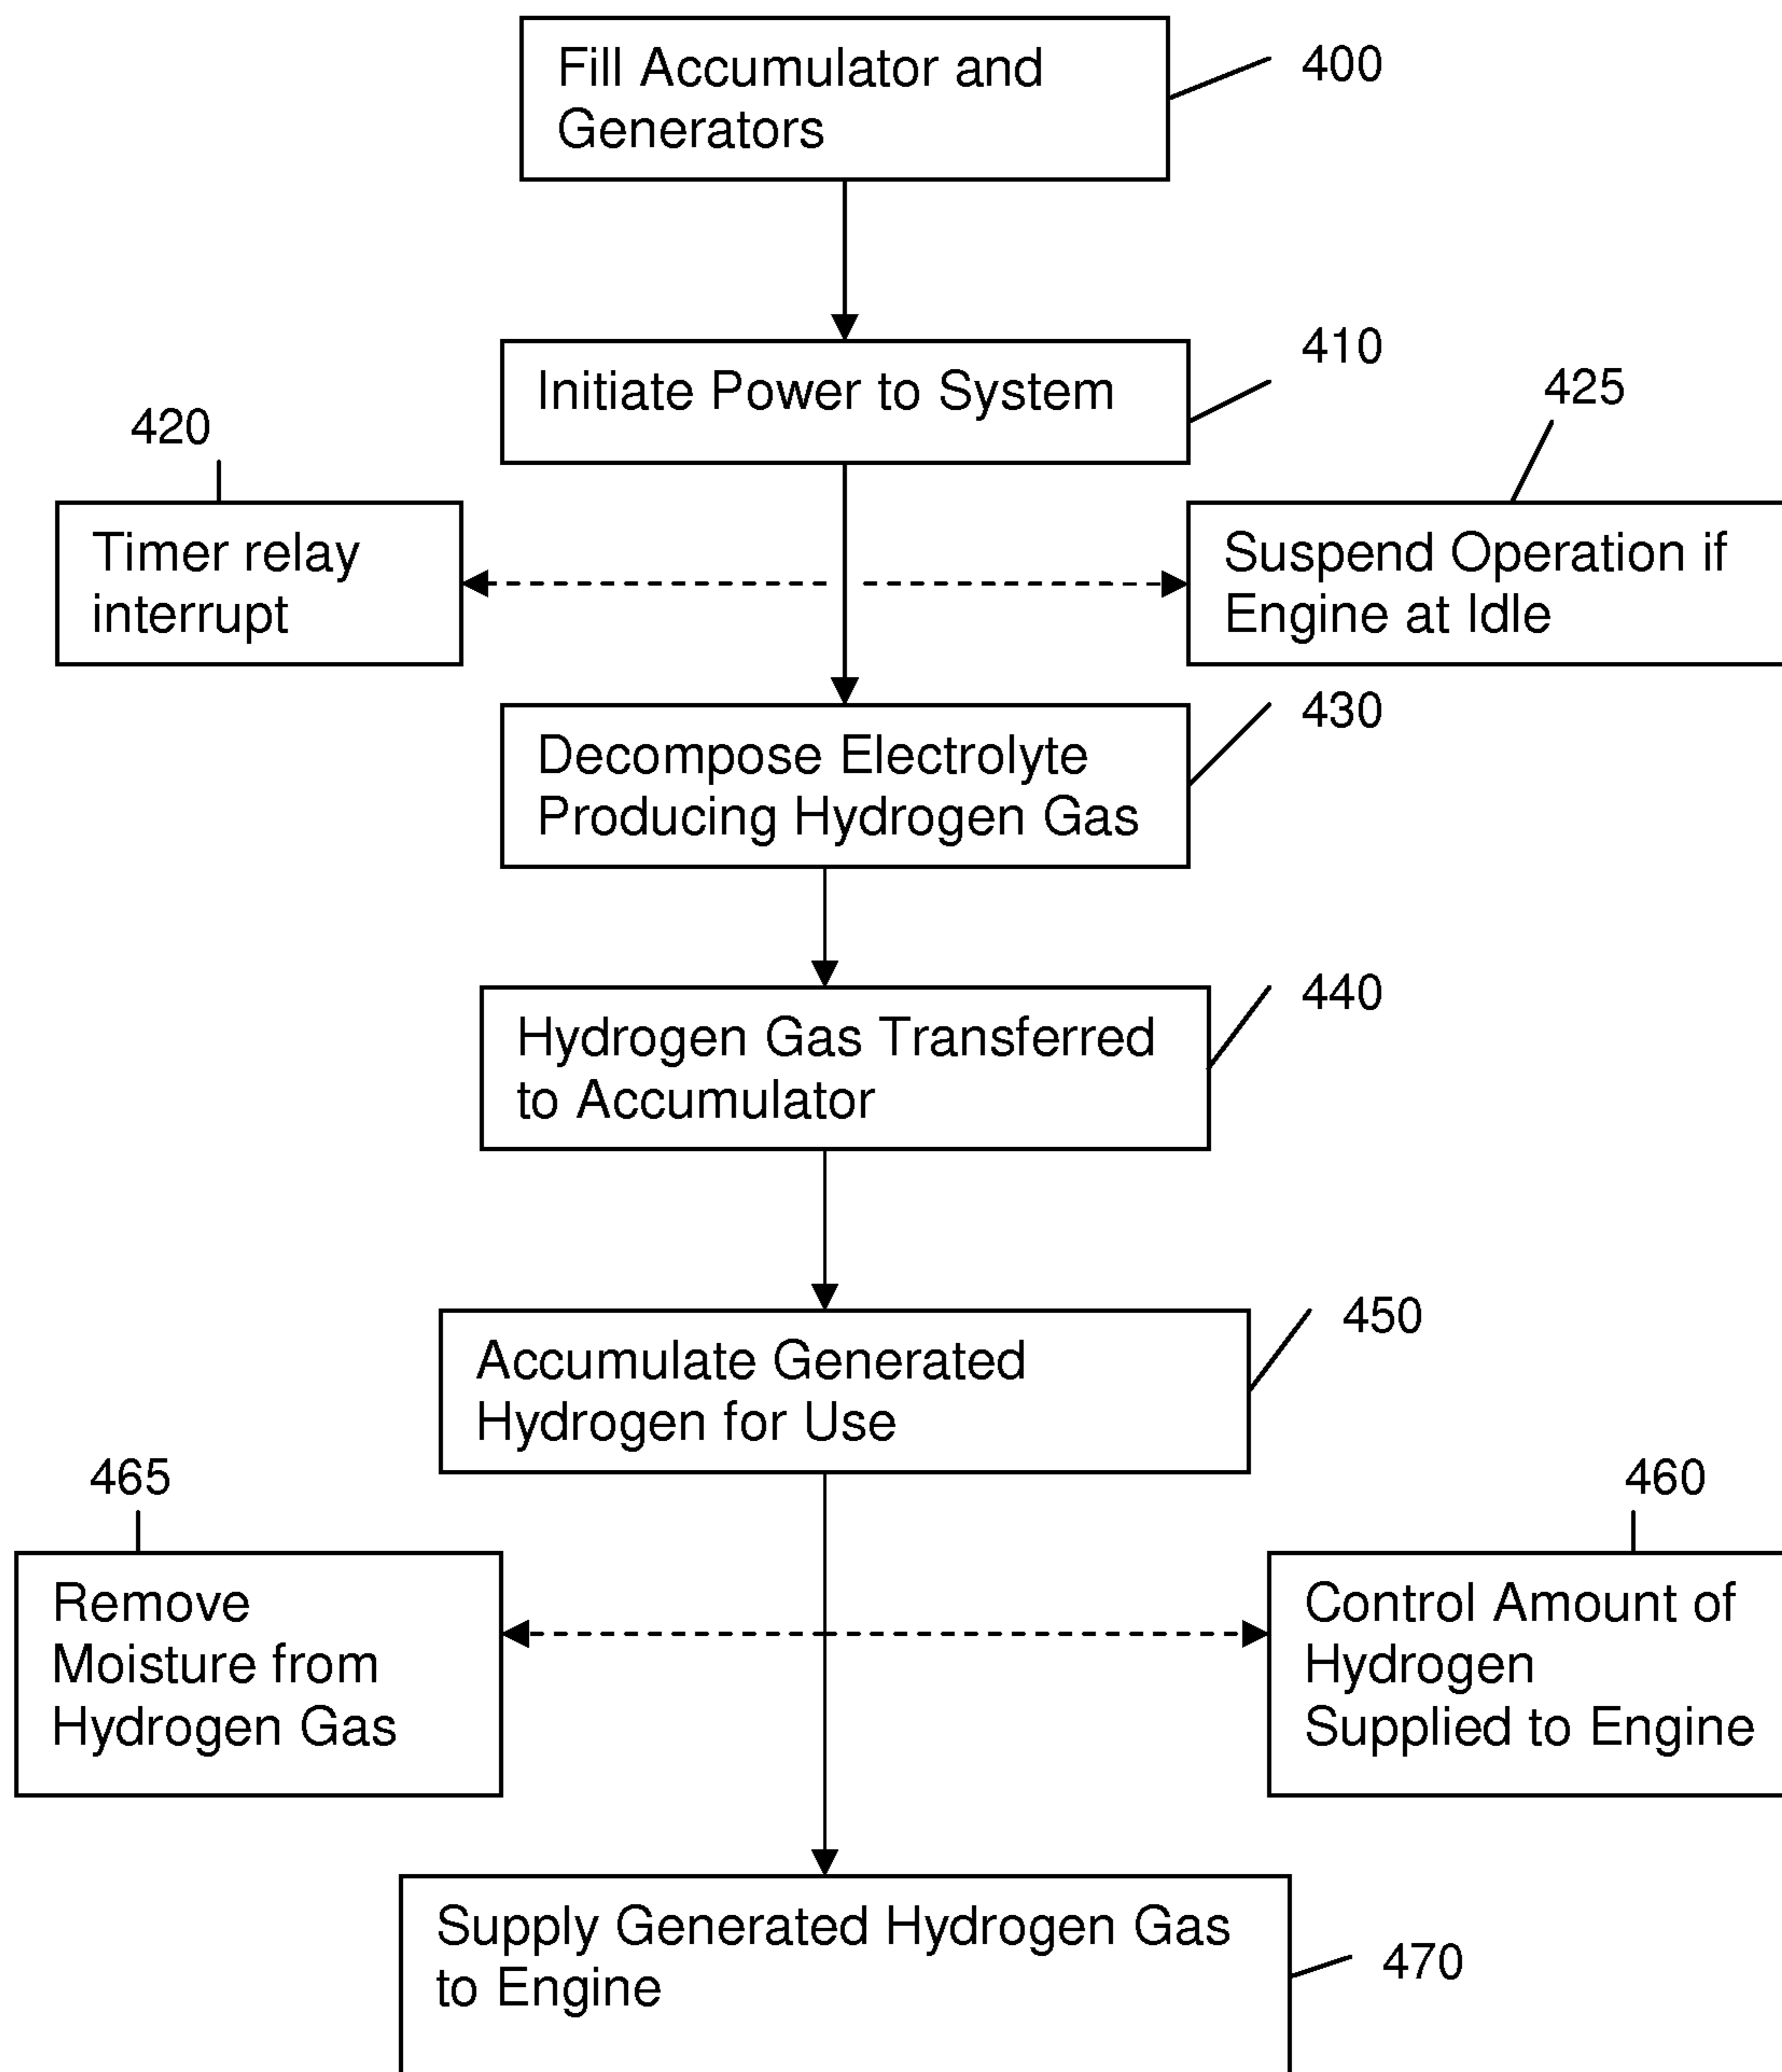 Fill Accumulator and
Generators
400
Initiate Power to System
410
420
Timer relay
interrupt
425
Suspend Operation if
Engine at Idle
Decompose Electrolyte
Producing Hydrogen Gas
430
Hydrogen Gas Transferred
to Accumulator
440
Accumulate Generated
Hydrogen for Use
450
465
Remove
Moisture from
Hydrogen Gas
460
Control Amount of
Hydrogen
Supplied to Engine
Supply Generated Hydrogen Gas
to Engine
470